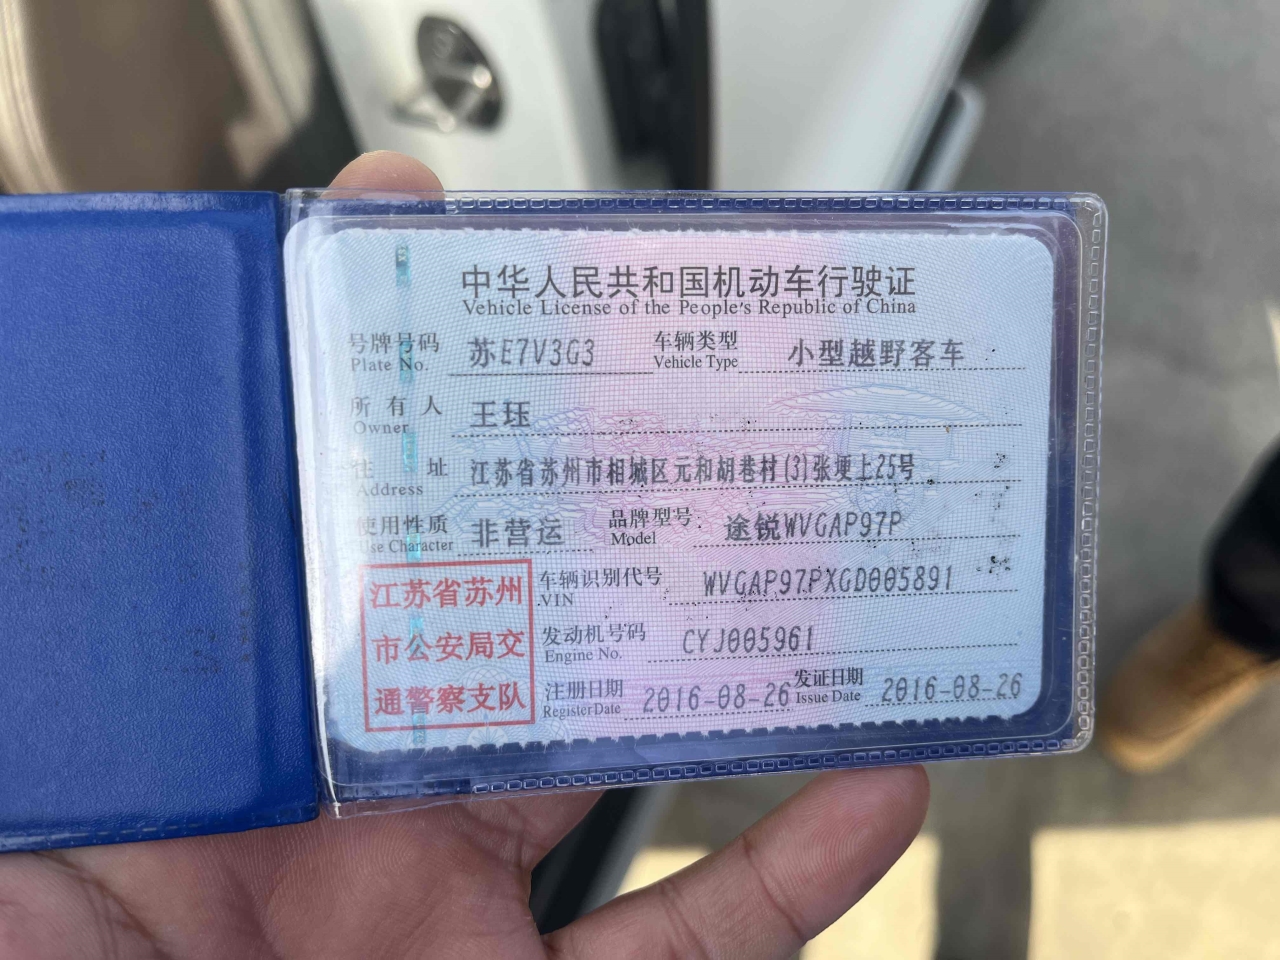 中华人民共和国机动车行驶证
Vehicle License of the People's Republic of China
号牌号码 苏E7V3G3 车辆类型 小型越野客车
Plate No. Vehicle Type
所有人 王珏
Owner
住址 江苏省苏州市相城区元和胡巷村(3)张埂上25号
Address
使用性质 非营运 品牌型号 途锐WVGAP97P
Use Character Model
车辆识别代号 WVGAP97PXGD005891
VIN
发动机号码 CYJ005961
Engine No.
注册日期 2016-08-26 发证日期 2016-08-26
Register Date Issue Date
江苏省苏州
市公安局交
通警察支队